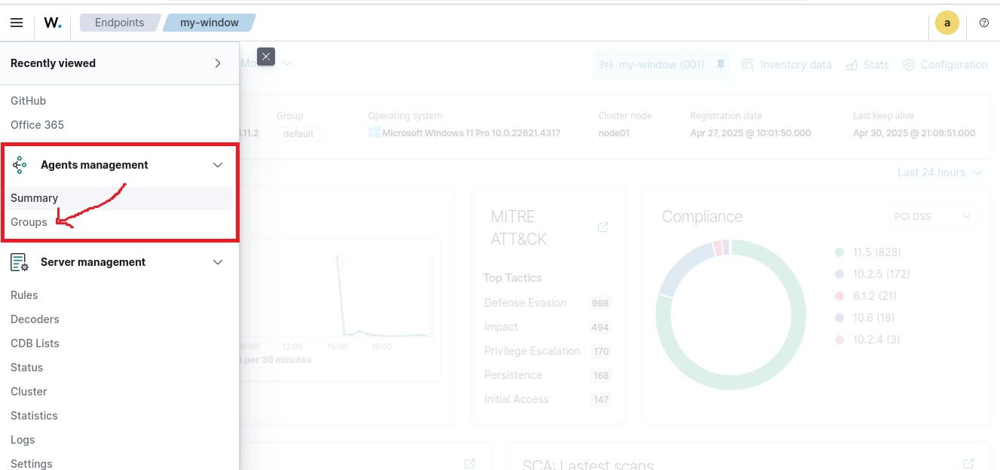 W. Endpoints my-window a
Recently viewed
GitHub
Office 365
Agents management
Summary
Groups
Server management
Rules
Decoders
CDB Lists
Status
Cluster
Statistics
Logs
Settings
my-window (001) Inventory data Stats Configuration
Group Operating system Cluster node Registration date Last keep alive
default Microsoft Windows 11 Pro 10.0.22621.4317 node01 Apr 27, 2025 @ 10:01:50.000 Apr 30, 2025 @ 21:09:51.000
Last 24 hours
12:00 15:00 18:00
per 30 minutes
MITRE
ATT&CK
Top Tactics
Defense Evasion 998
Impact 494
Privilege Escalation 170
Persistence 168
Initial Access 147
Compliance PCI DSS
11.5 (828)
10.2.5 (172)
8.1.2 (21)
10.6 (18)
10.2.4 (3)
SCA: Lastest scans